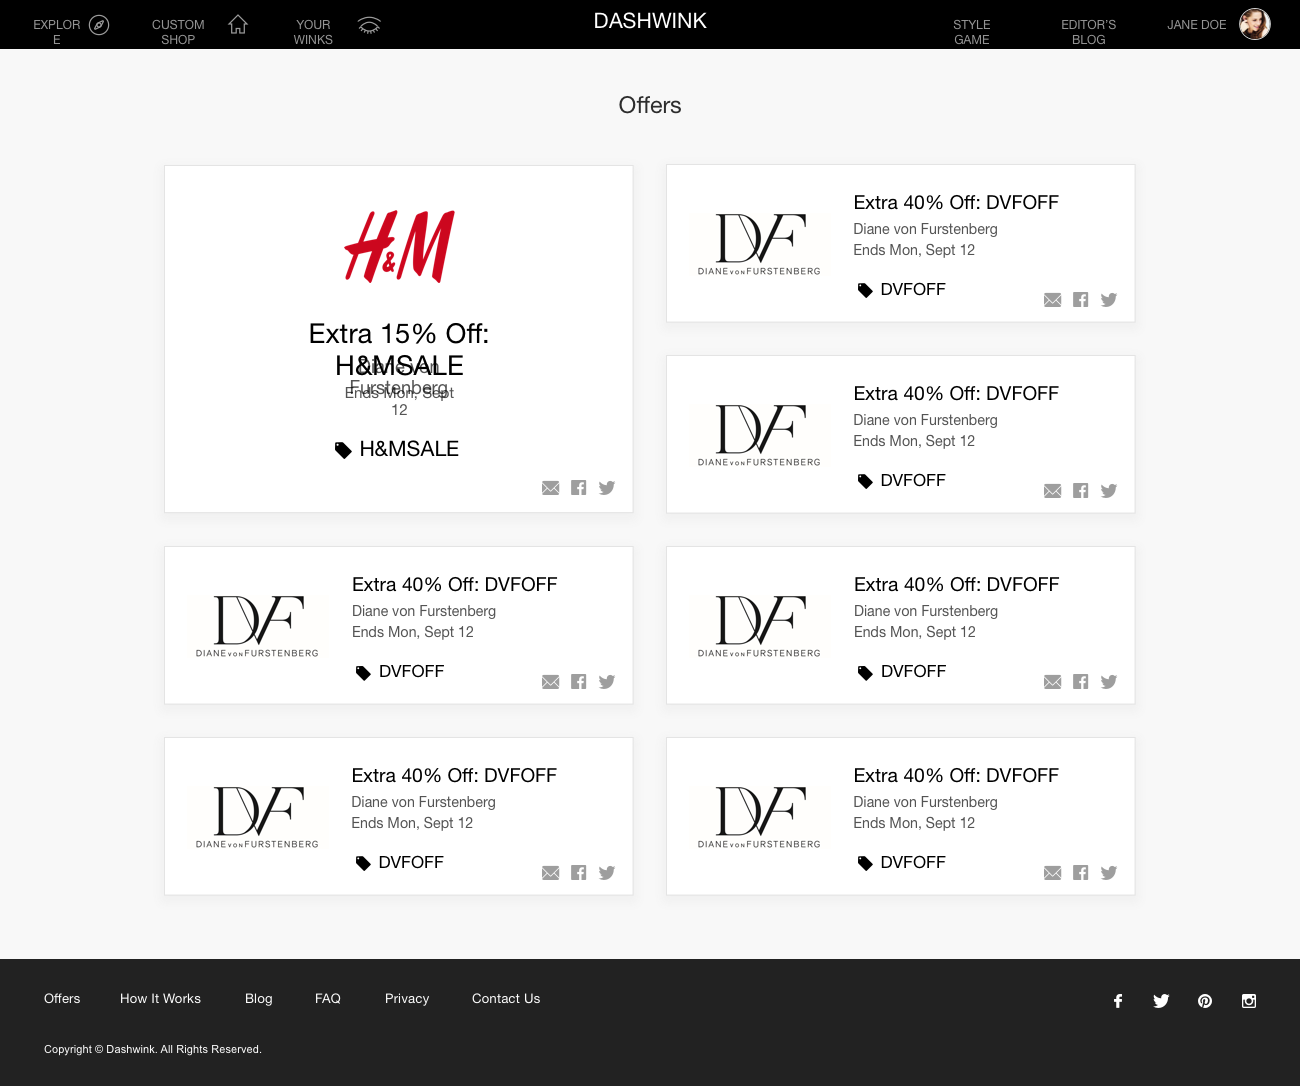 EXPLOR
E
CUSTOM
SHOP
YOUR
WINKS
DASHWINK
STYLE
GAME
EDITOR'S
BLOG
JANE DOE
Offers
H&M
Extra 15% Off:
H&MSALE
Diane von
Furstenberg
Ends Mon, Sept
12
H&MSALE
DVF
DIANE VON FURSTENBERG
Extra 40% Off: DVFOFF
Diane von Furstenberg
Ends Mon, Sept 12
DVFOFF
DVF
DIANE VON FURSTENBERG
Extra 40% Off: DVFOFF
Diane von Furstenberg
Ends Mon, Sept 12
DVFOFF
DVF
DIANE VON FURSTENBERG
Extra 40% Off: DVFOFF
Diane von Furstenberg
Ends Mon, Sept 12
DVFOFF
DVF
DIANE VON FURSTENBERG
Extra 40% Off: DVFOFF
Diane von Furstenberg
Ends Mon, Sept 12
DVFOFF
DVF
DIANE VON FURSTENBERG
Extra 40% Off: DVFOFF
Diane von Furstenberg
Ends Mon, Sept 12
DVFOFF
DVF
DIANE VON FURSTENBERG
Extra 40% Off: DVFOFF
Diane von Furstenberg
Ends Mon, Sept 12
DVFOFF
Offers How It Works Blog FAQ Privacy Contact Us
Copyright © Dashwink. All Rights Reserved.